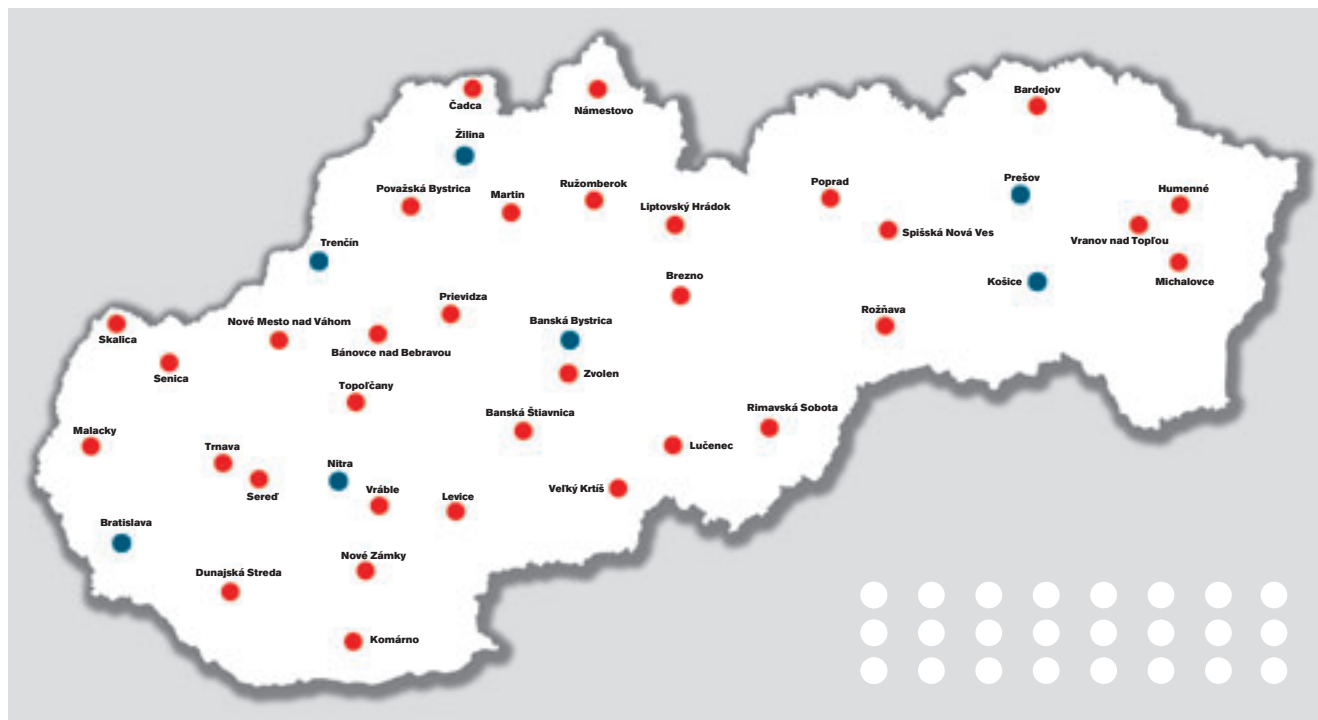 Čadca
Námestovo
Bardejov
Žilina
Považská Bystrica
Martin
Ružomberok
Liptovský Hrádok
Poprad
Prešov
Humenné
Spišská Nová Ves
Vranov nad Topľou
Trenčín
Brezno
Košice
Michalovce
Prievidza
Rožňava
Skalica
Nové Mesto nad Váhom
Bánovce nad Bebravou
Banská Bystrica
Senica
Zvolen
Topoľčany
Banská Štiavnica
Rimavská Sobota
Malacky
Trnava
Lučenec
Sereď
Nitra
Vráble
Levice
Veľký Krtíš
Bratislava
Nové Zámky
Dunajská Streda
Komárno